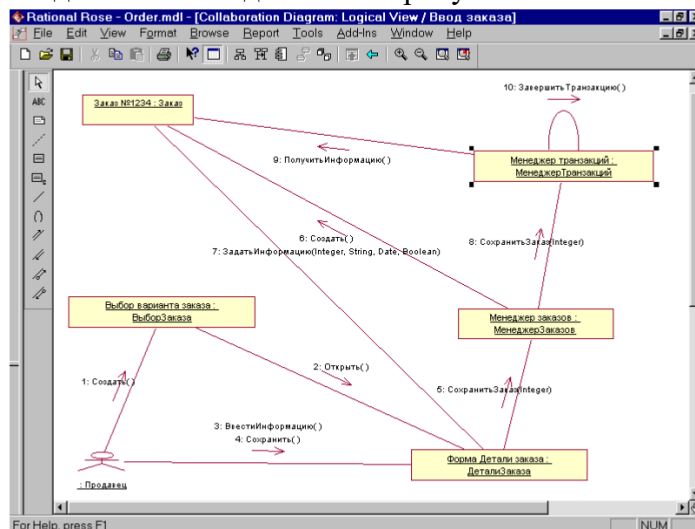 Rational Rose - Order.mdl - [Collaboration Diagram: Logical View / Ввод заказа]
File Edit View Format Browse Report Tools Add-Ins Window Help
ABC
10: ЗавершитьТранзакцию( )
Заказ №1234 : Заказ
9: ПолучитьИнформацию( )
Менеджер транзакций :
МенеджерТранзакций
6: Создать( )
7: ЗадатьИнформацию(Integer, String, Date, Boolean)
8: СохранитьЗаказ(Integer)
Выбор варианта заказа :
ВыборЗаказа
Менеджер заказов :
МенеджерЗаказов
2: Открыть( )
1: Создать( )
5: СохранитьЗаказ(Integer)
3: ВвестиИнформацию( )
4: Сохранить( )
Форма Детали заказа :
ДеталиЗаказа
: Продавец
For Help, press F1
NUM